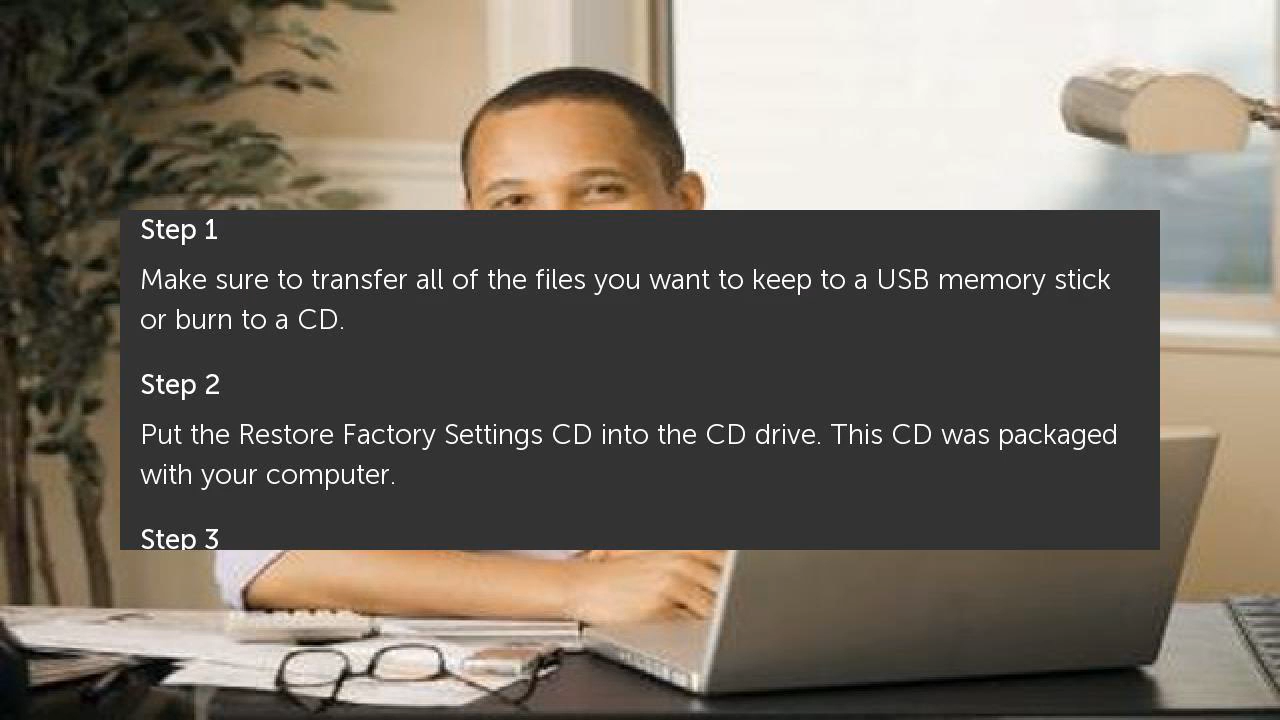 Step 1
Make sure to transfer all of the files you want to keep to a USB memory stick
or burn to a CD.
Step 2
Put the Restore Factory Settings CD into the CD drive. This CD was packaged
with your computer.
Step 3